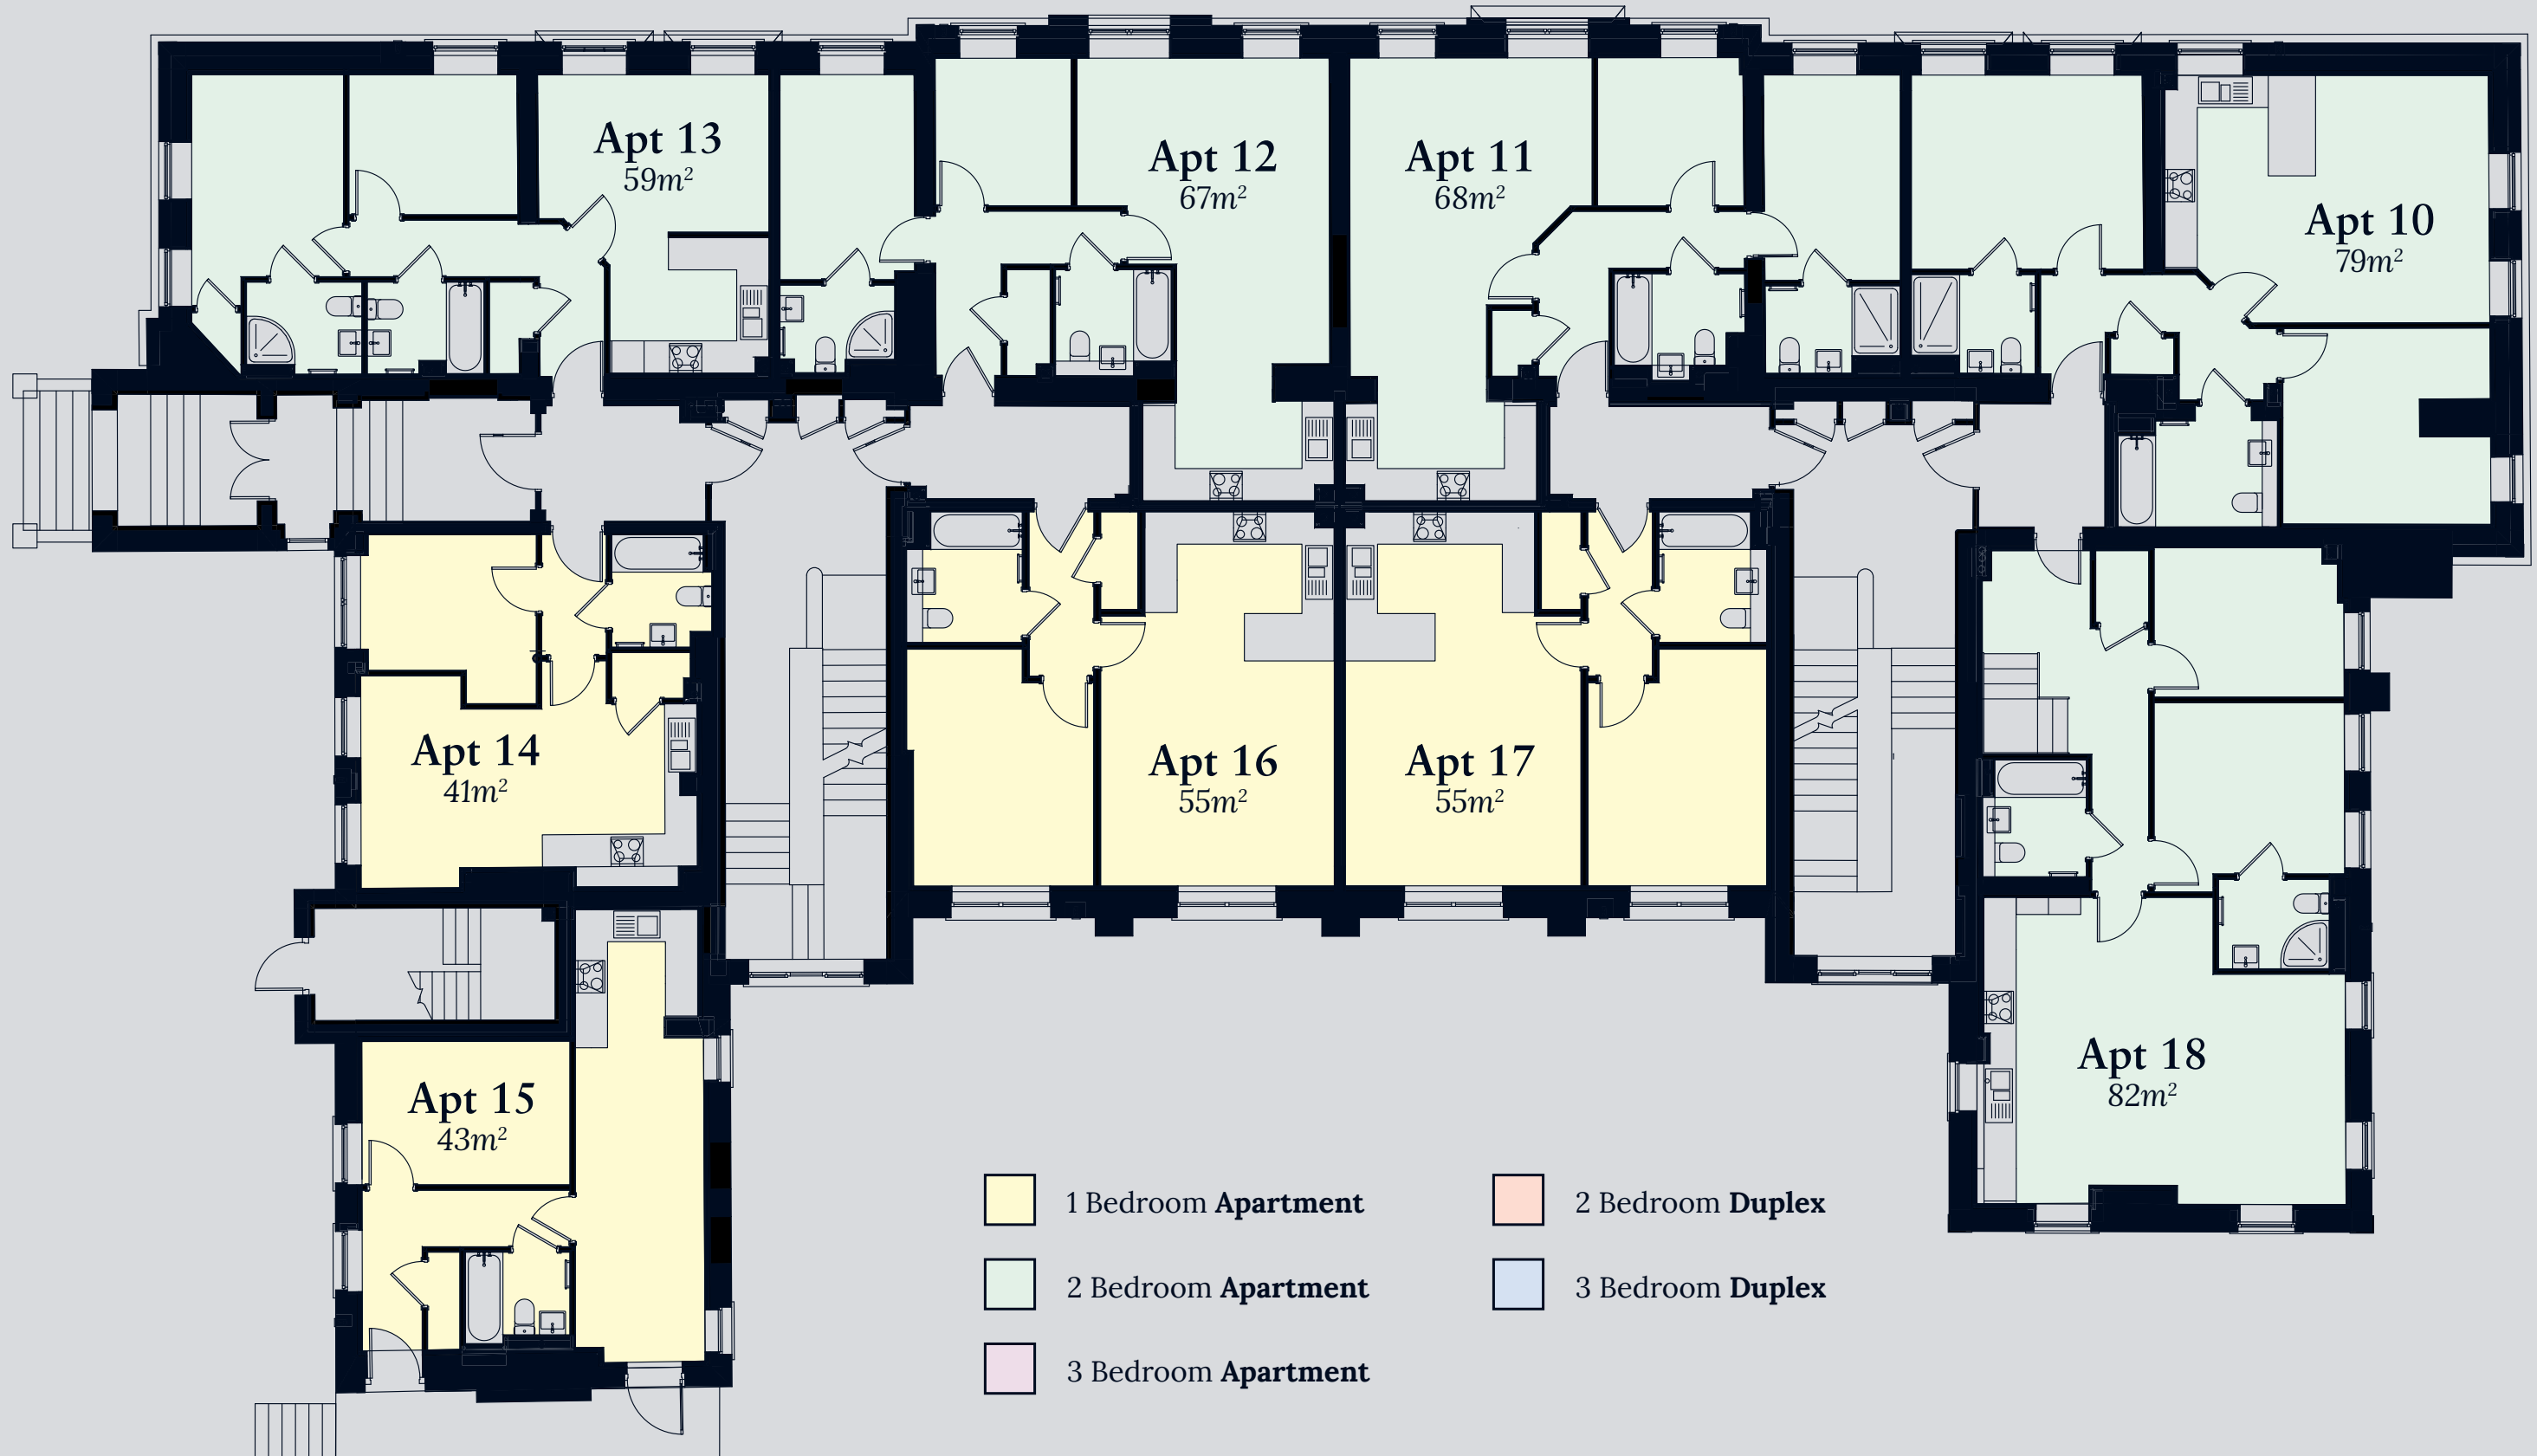 Apt 13
59m²
Apt 12
67m²
Apt 11
68m²
Apt 10
79m²
Apt 14
41m²
Apt 16
55m²
Apt 17
55m²
Apt 15
43m²
Apt 18
82m²
1 Bedroom Apartment
2 Bedroom Apartment
3 Bedroom Apartment
2 Bedroom Duplex
3 Bedroom Duplex